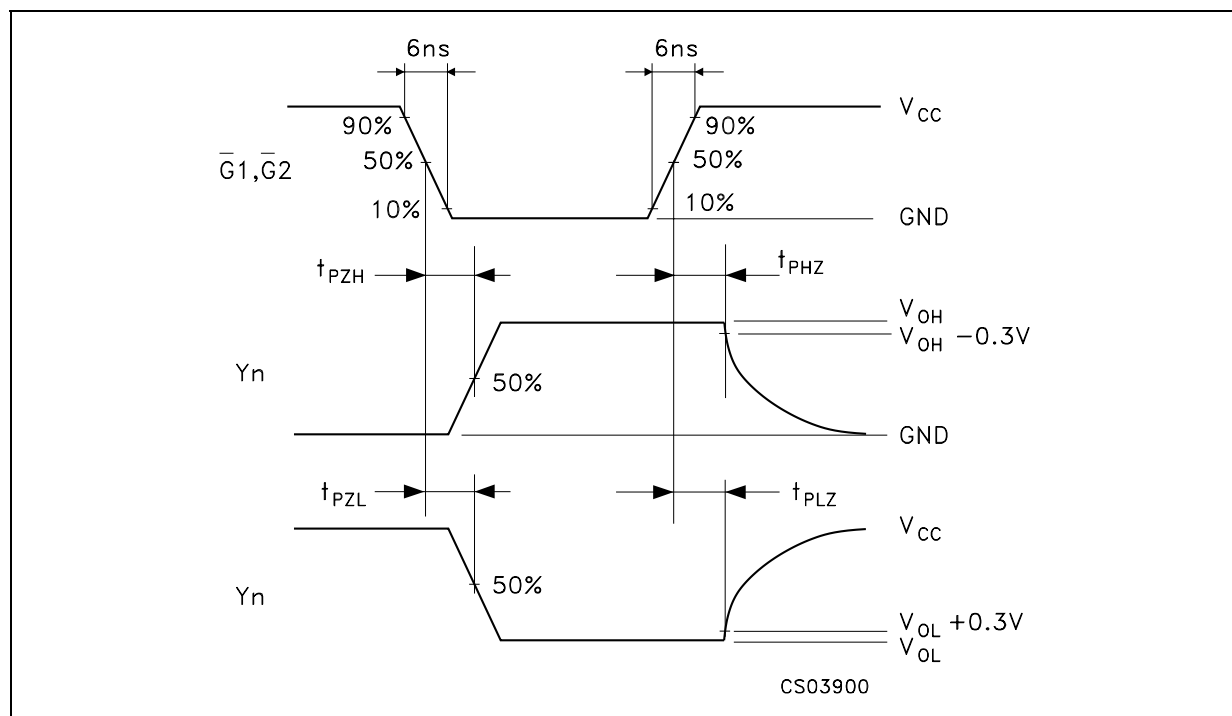 6ns 6ns
90% 90% V_CC
G̅1,G̅2 50% 50%
10% 10% GND
t_PZH t_PHZ
V_OH
V_OH −0.3V
Yn 50%
GND
t_PZL t_PLZ
V_CC
Yn 50%
V_OL +0.3V
V_OL
CS03900